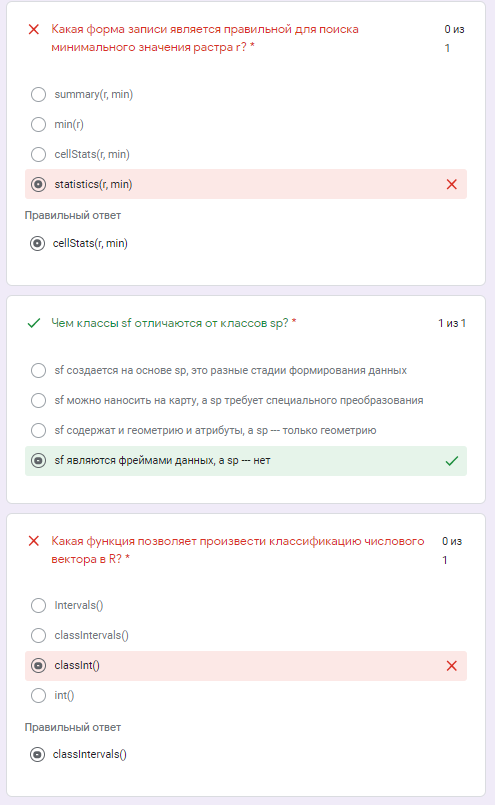 Какая форма записи является правильной для поиска 0 из
минимального значения растра r? * 1
summary(r, min)
min(r)
cellStats(r, min)
statistics(r, min)
Правильный ответ
cellStats(r, min)
Чем классы sf отличаются от классов sp? * 1 из 1
sf создается на основе sp, это разные стадии формирования данных
sf можно наносить на карту, а sp требует специального преобразования
sf содержат и геометрию и атрибуты, а sp --- только геометрию
sf являются фреймами данных, а sp --- нет
Какая функция позволяет произвести классификацию числового 0 из
вектора в R? * 1
Intervals()
classIntervals()
classInt()
int()
Правильный ответ
classIntervals()